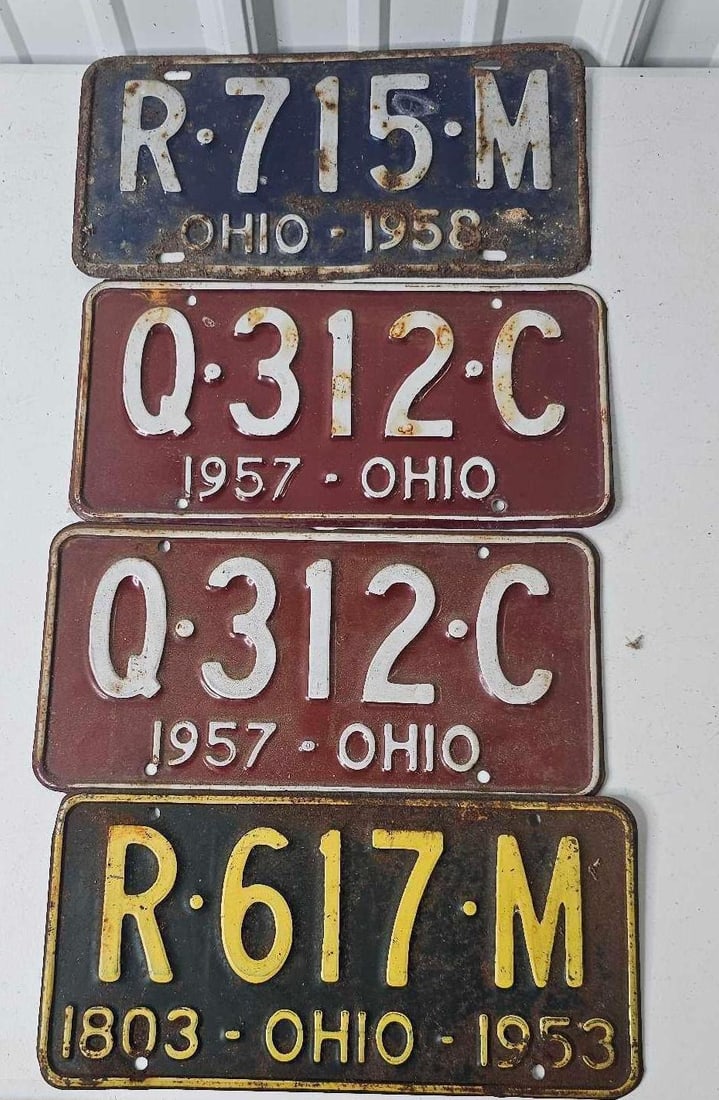 R·715·M
OHIO - 1958
Q·312·C
1957 - OHIO
Q·312·C
1957 - OHIO
R·617·M
1803 - OHIO - 1953